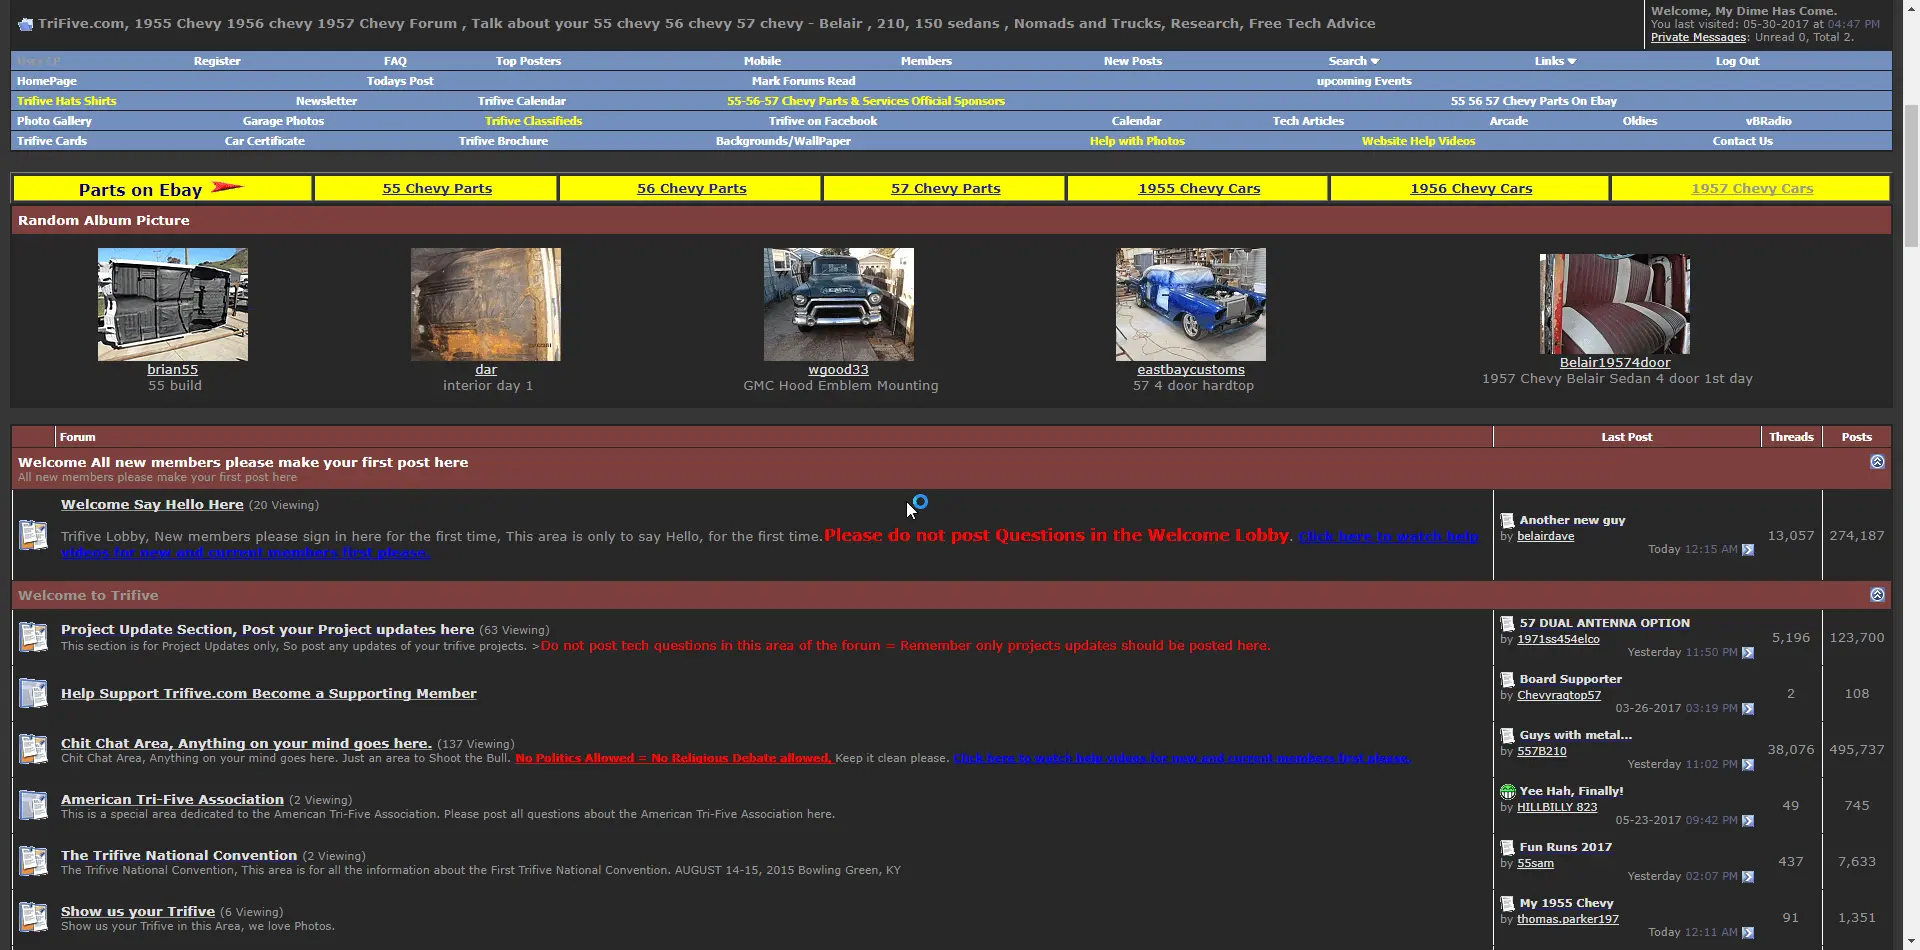 TriFive.com, 1955 Chevy 1956 chevy 1957 Chevy Forum , Talk about your 55 chevy 56 chevy 57 chevy - Belair , 210, 150 sedans , Nomads and Trucks, Research, Free Tech Advice
Welcome, My Dime Has Come.
You last visited: 05-30-2017 at 04:47 PM
Private Messages: Unread 0, Total 2.
User CP Register FAQ Top Posters Mobile Members New Posts Search Links Log Out
HomePage Todays Post Mark Forums Read upcoming Events
Trifive Hats Shirts Newsletter Trifive Calendar 55-56-57 Chevy Parts & Services Official Sponsors 55 56 57 Chevy Parts On Ebay
Photo Gallery Garage Photos Trifive Classifieds Trifive on Facebook Calendar Tech Articles Arcade Oldies vBRadio
Trifive Cards Car Certificate Trifive Brochure Backgrounds/WallPaper Help with Photos Website Help Videos Contact Us
Parts on Ebay 55 Chevy Parts 56 Chevy Parts 57 Chevy Parts 1955 Chevy Cars 1956 Chevy Cars 1957 Chevy Cars
Random Album Picture
brian55 dar wgood33 eastbaycustoms Belair19574door
55 build interior day 1 GMC Hood Emblem Mounting 57 4 door hardtop 1957 Chevy Belair Sedan 4 door 1st day
Forum Last Post Threads Posts
Welcome All new members please make your first post here
All new members please make your first post here
Welcome Say Hello Here (20 Viewing)
Trifive Lobby, New members please sign in here for the first time, This area is only to say Hello, for the first time.Please do not post Questions in the Welcome Lobby. Click here to watch help
videos for new and current members first please.
Another new guy
by belairdave
Today 12:15 AM
13,057 274,187
Welcome to Trifive
Project Update Section, Post your Project updates here (63 Viewing)
This section is for Project Updates only, So post any updates of your trifive projects. >Do not post tech questions in this area of the forum = Remember only projects updates should be posted here.
57 DUAL ANTENNA OPTION
by 1971ss454elco
Yesterday 11:50 PM
5,196 123,700
Help Support Trifive.com Become a Supporting Member
Board Supporter
by Chevyragtop57
03-26-2017 03:19 PM
2 108
Chit Chat Area, Anything on your mind goes here. (137 Viewing)
Chit Chat Area, Anything on your mind goes here. Just an area to Shoot the Bull. No Politics Allowed = No Religious Debate allowed, Keep it clean please. Click here to watch help videos for new and current members first please.
Guys with metal...
by 557B210
Yesterday 11:02 PM
38,076 495,737
American Tri-Five Association (2 Viewing)
This is a special area dedicated to the American Tri-Five Association. Please post all questions about the American Tri-Five Association here.
Yee Hah, Finally!
by HILLBILLY 823
05-23-2017 09:42 PM
49 745
The Trifive National Convention (2 Viewing)
The Trifive National Convention, This area is for all the information about the First Trifive National Convention. AUGUST 14-15, 2015 Bowling Green, KY
Fun Runs 2017
by 55sam
Yesterday 02:07 PM
437 7,633
Show us your Trifive (6 Viewing)
Show us your Trifive in this Area, we love Photos.
My 1955 Chevy
by thomas.parker197
Today 12:11 AM
91 1,351